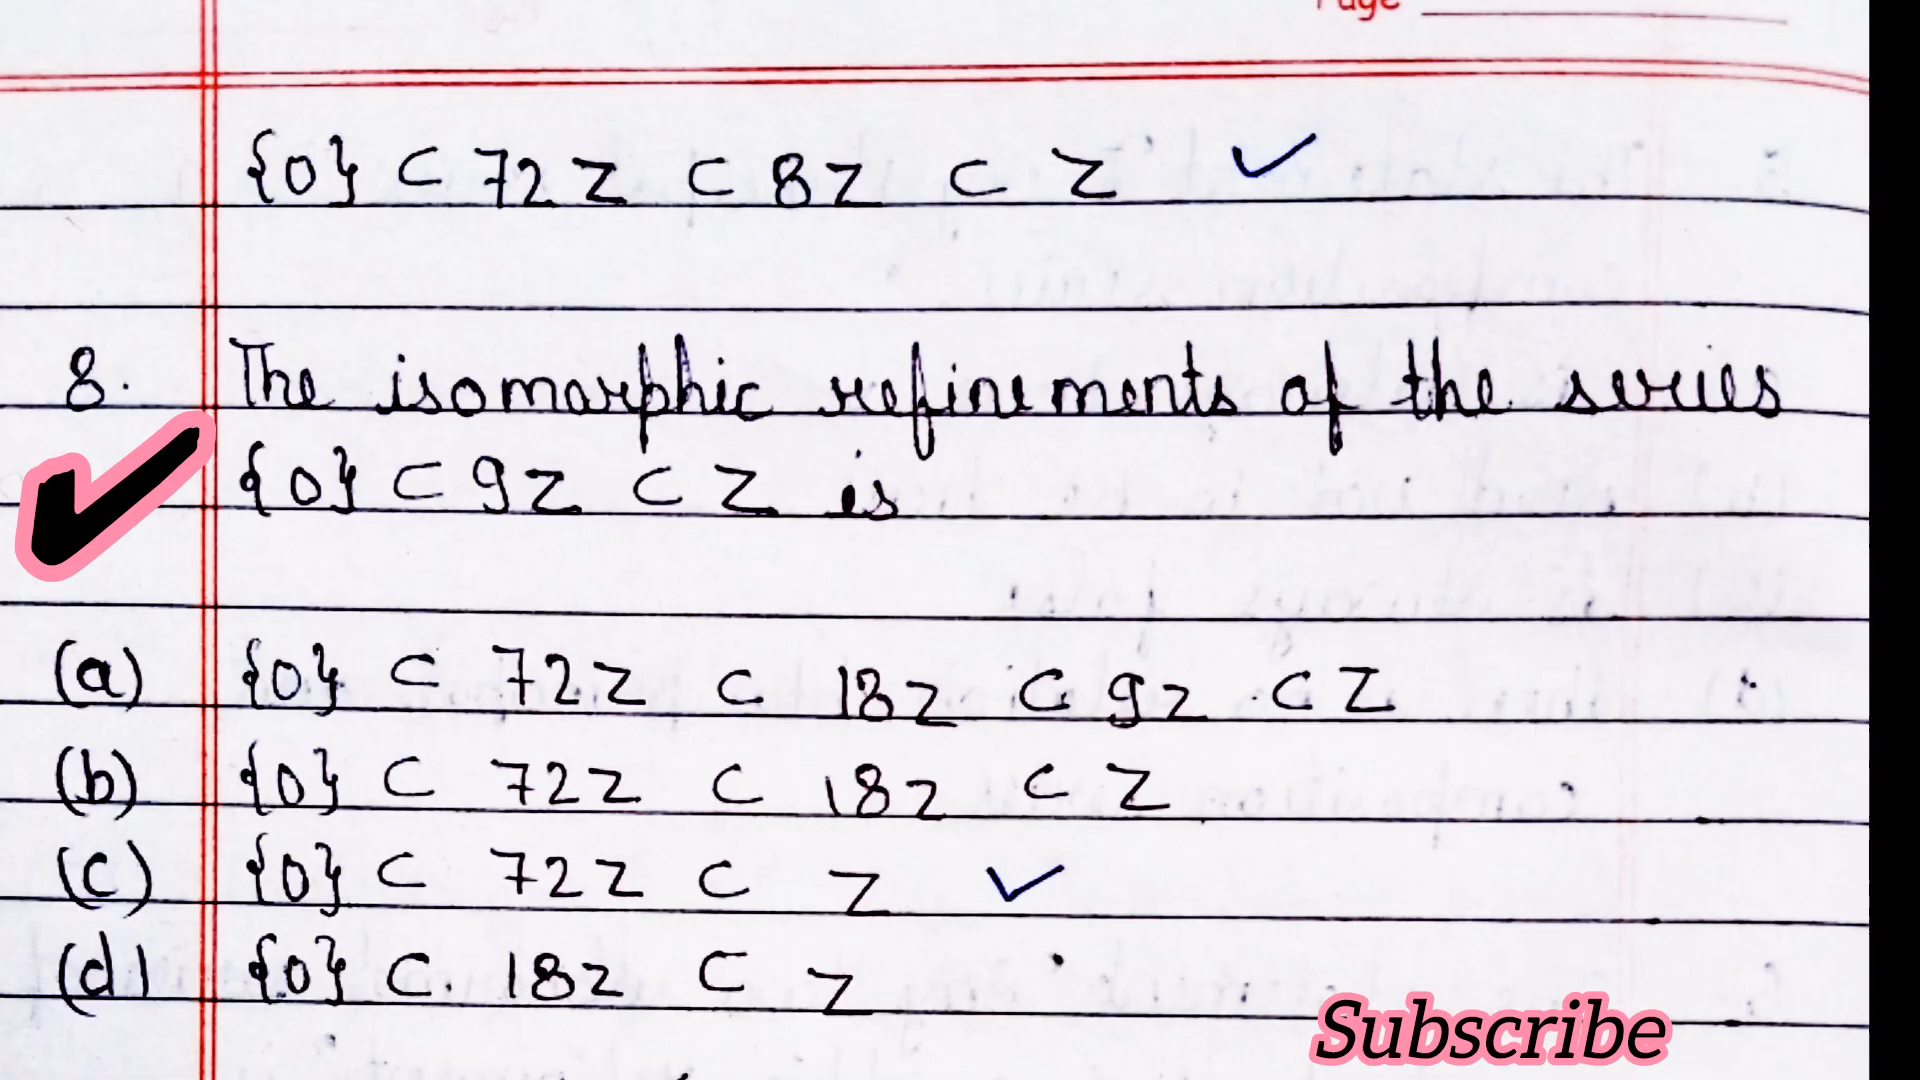 Page
{0} ⊂ 72Z ⊂ 8Z ⊂ Z ✓
8. The isomorphic refinements of the series
{0} ⊂ 9Z ⊂ Z is
(a) {0} ⊂ 72Z ⊂ 18Z ⊂ 9Z ⊂ Z
(b) {0} ⊂ 72Z ⊂ 18Z ⊂ Z
(c) {0} ⊂ 72Z ⊂ Z ✓
(d) {0} ⊂ 18Z ⊂ Z
Subscribe